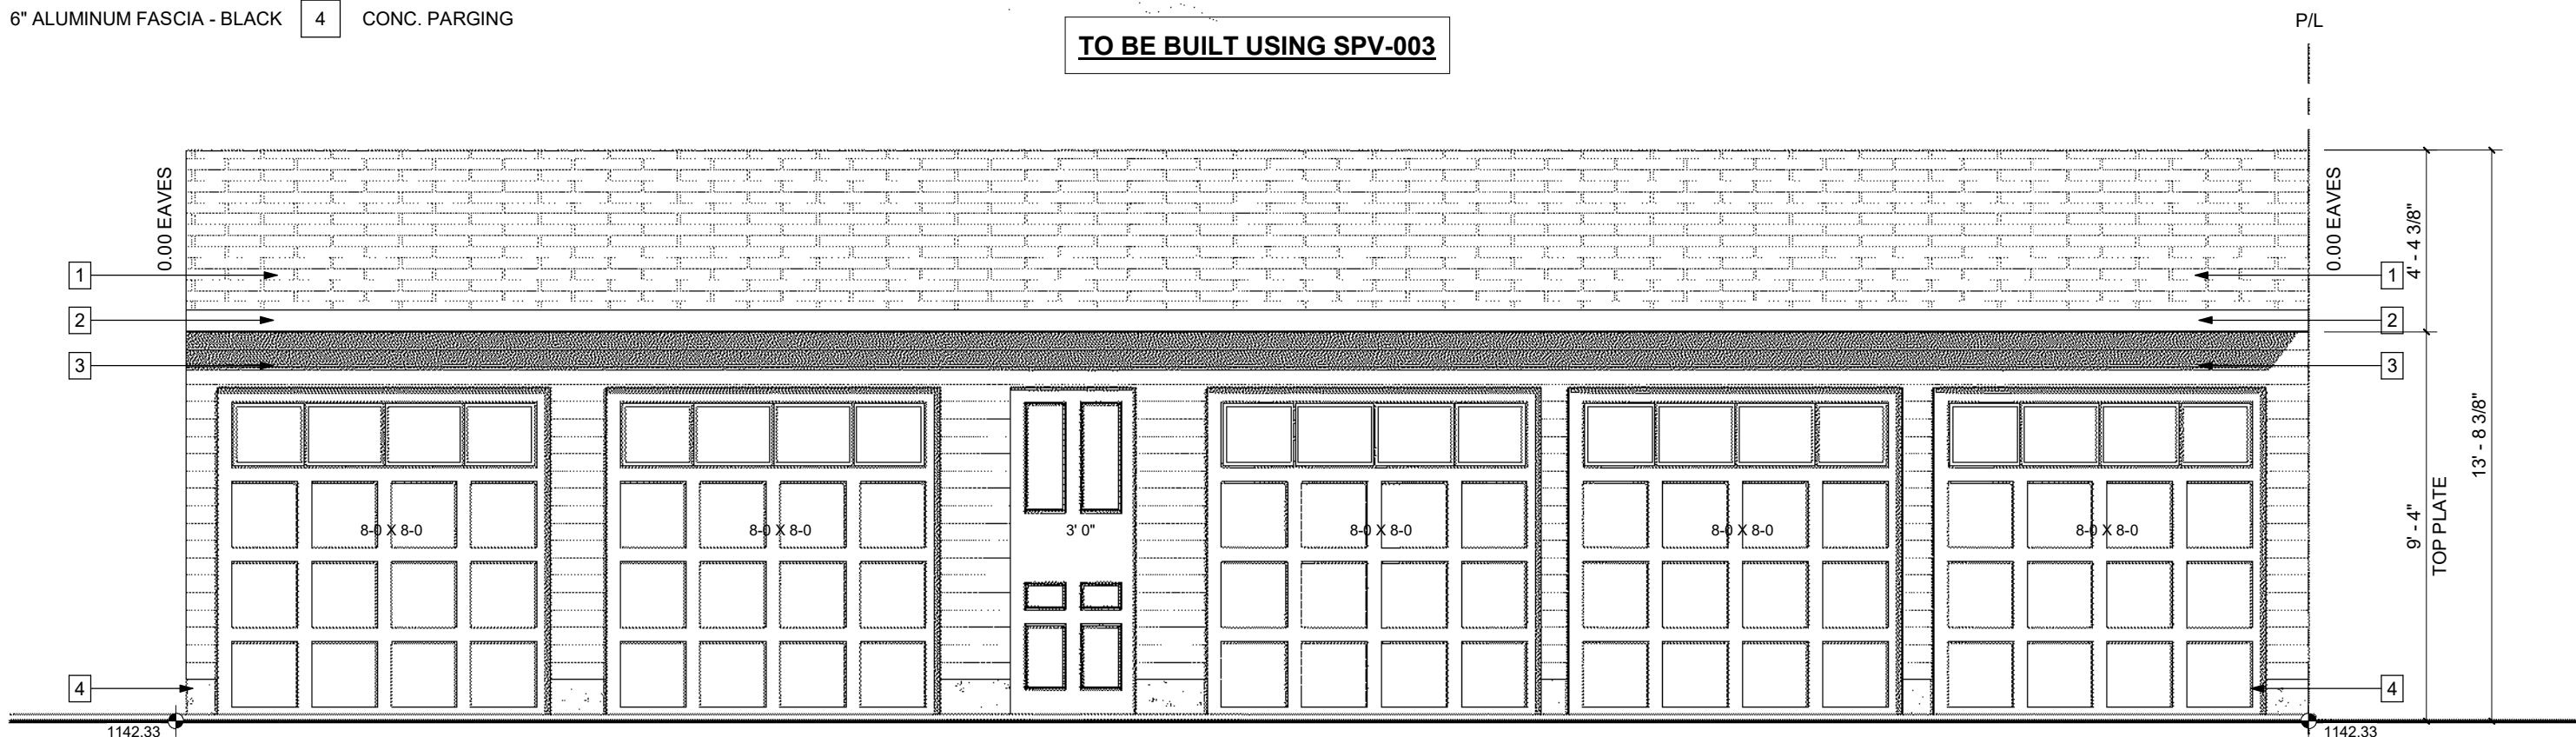 6" ALUMINUM FASCIA - BLACK 4 CONC. PARGING
TO BE BUILT USING SPV-003
P/L
0.00 EAVES
0.00 EAVES
4' - 4 3/8"
13' - 8 3/8"
9' - 4"
TOP PLATE
1
1
2
2
3
3
8-0 X 8-0
8-0 X 8-0
3' 0"
8-0 X 8-0
8-0 X 8-0
8-0 X 8-0
4
4
1142.33
1142.33